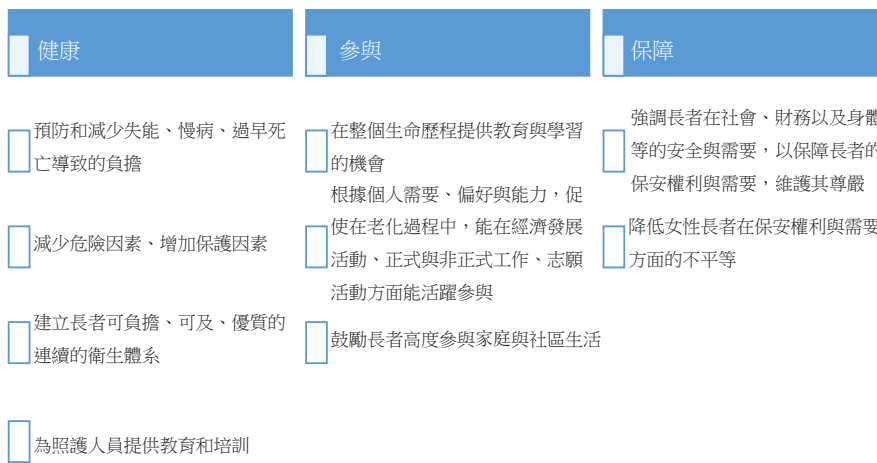 健康
預防和減少失能、慢病、過早死
亡導致的負擔
減少危險因素、增加保護因素
建立長者可負擔、可及、優質的
連續的衛生體系
為照護人員提供教育和培訓
參與
在整個生命歷程提供教育與學習
的機會
根據個人需要、偏好與能力，促
使在老化過程中，能在經濟發展
活動、正式與非正式工作、志願
活動方面能活躍參與
鼓勵長者高度參與家庭與社區生活
保障
強調長者在社會、財務以及身體
等的安全與需要，以保障長者的
保安權利與需要，維護其尊嚴
降低女性長者在保安權利與需要
方面的不平等